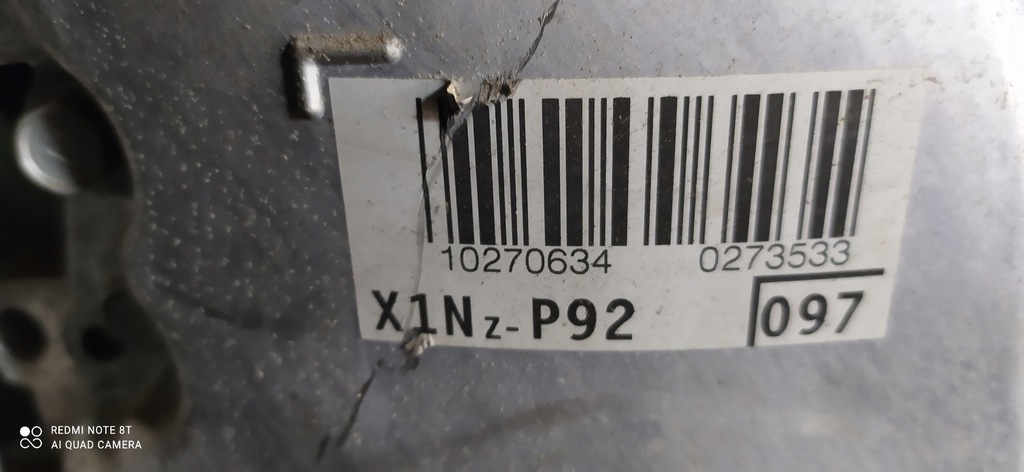 10270634 0273533
X1Nz-P92 097
REDMI NOTE 8T
AI QUAD CAMERA